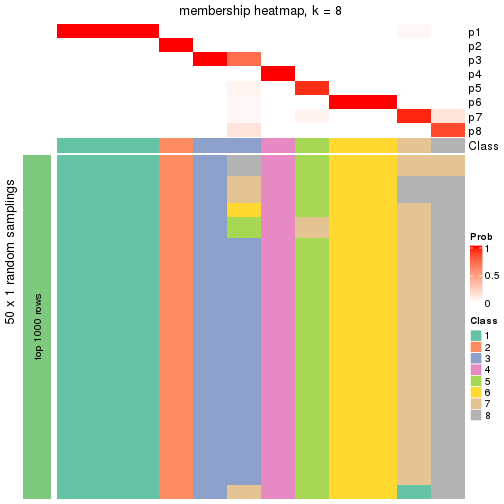 membership heatmap, k = 8
p1
p2
p3
p4
p5
p6
p7
p8
Class
50 x 1 random samplings
top 1000 rows
Prob
1
0.5
0
Class
1
2
3
4
5
6
7
8